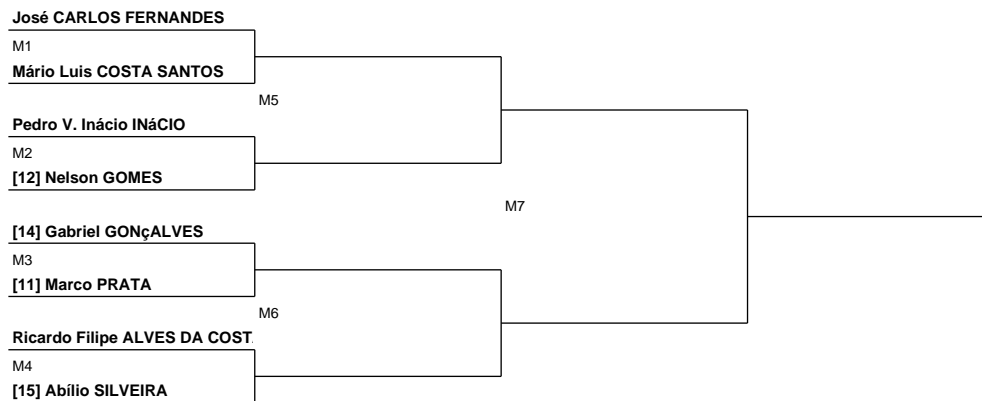 José CARLOS FERNANDES
M1
Mário Luis COSTA SANTOS
M5
Pedro V. Inácio INáCIO
M2
[12] Nelson GOMES
M7
[14] Gabriel GONçALVES
M3
[11] Marco PRATA
M6
Ricardo Filipe ALVES DA COST
M4
[15] Abílio SILVEIRA